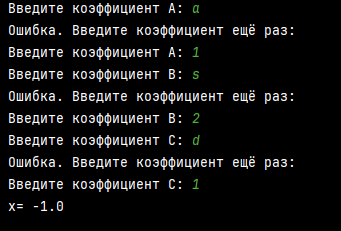 Введите коэффициент A: a
Ошибка. Введите коэффициент ещё раз:
Введите коэффициент A: 1
Введите коэффициент B: s
Ошибка. Введите коэффициент ещё раз:
Введите коэффициент B: 2
Введите коэффициент C: d
Ошибка. Введите коэффициент ещё раз:
Введите коэффициент C: 1
x= -1.0